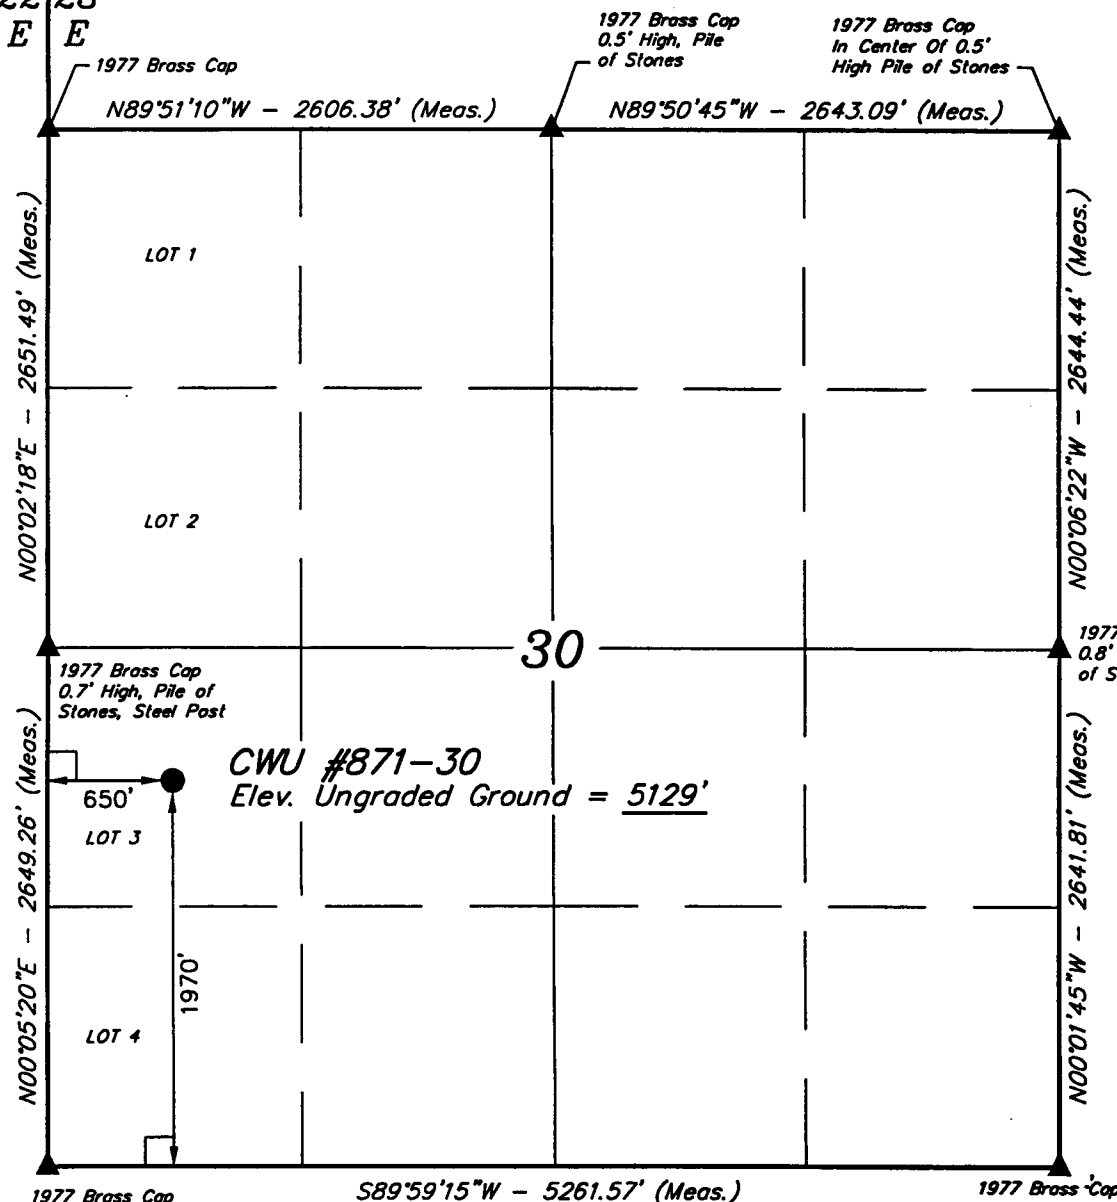 E E
1977 Brass Cap
1977 Brass Cap
0.5' High, Pile
of Stones
1977 Brass Cap
In Center Of 0.5'
High Pile of Stones
N89°51'10"W - 2606.38' (Meas.)
N89°50'45"W - 2643.09' (Meas.)
N00°02'18"E - 2651.49' (Meas.)
LOT 1
N00°06'22"W - 2644.44' (Meas.)
LOT 2
30
1977 Brass Cap
0.7' High, Pile of
Stones, Steel Post
1977
0.8'
of S
CWU #871-30
Elev. Ungraded Ground = 5129'
650'
LOT 3
N00°05'20"E - 2649.26' (Meas.)
1970'
N00°01'45"W - 2641.81' (Meas.)
LOT 4
1977 Brass Cap
S89°59'15"W - 5261.57' (Meas.)
1977 Brass Cap